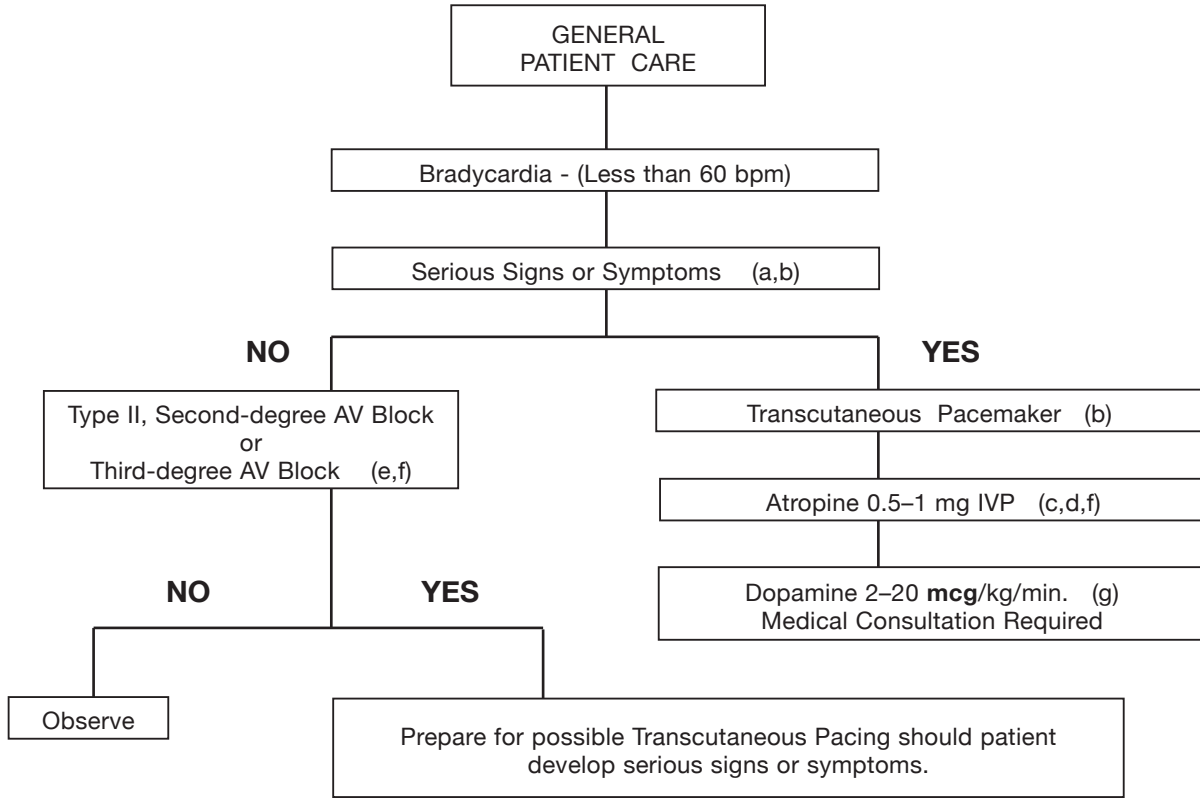 GENERAL
PATIENT CARE
Bradycardia - (Less than 60 bpm)
Serious Signs or Symptoms (a,b)
NO
YES
Type II, Second-degree AV Block
or
Third-degree AV Block (e,f)
Transcutaneous Pacemaker (b)
Atropine 0.5–1 mg IVP (c,d,f)
Dopamine 2–20 mcg/kg/min. (g)
Medical Consultation Required
NO
YES
Observe
Prepare for possible Transcutaneous Pacing should patient
develop serious signs or symptoms.